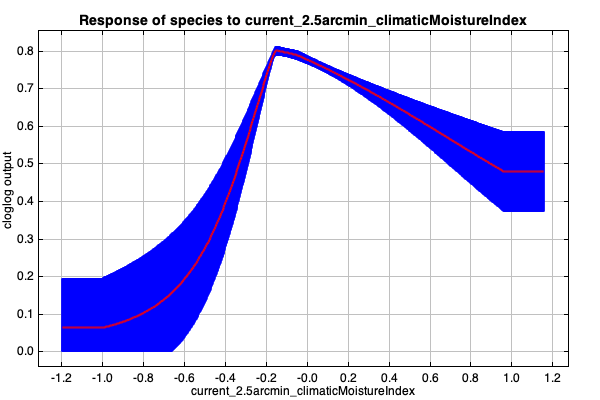 Response of species to current_2.5arcmin_climaticMoistureIndex
cloglog output
0.8
0.7
0.6
0.5
0.4
0.3
0.2
0.1
0.0
-1.2 -1.0 -0.8 -0.6 -0.4 -0.2 -0.0 0.2 0.4 0.6 0.8 1.0 1.2
current_2.5arcmin_climaticMoistureIndex